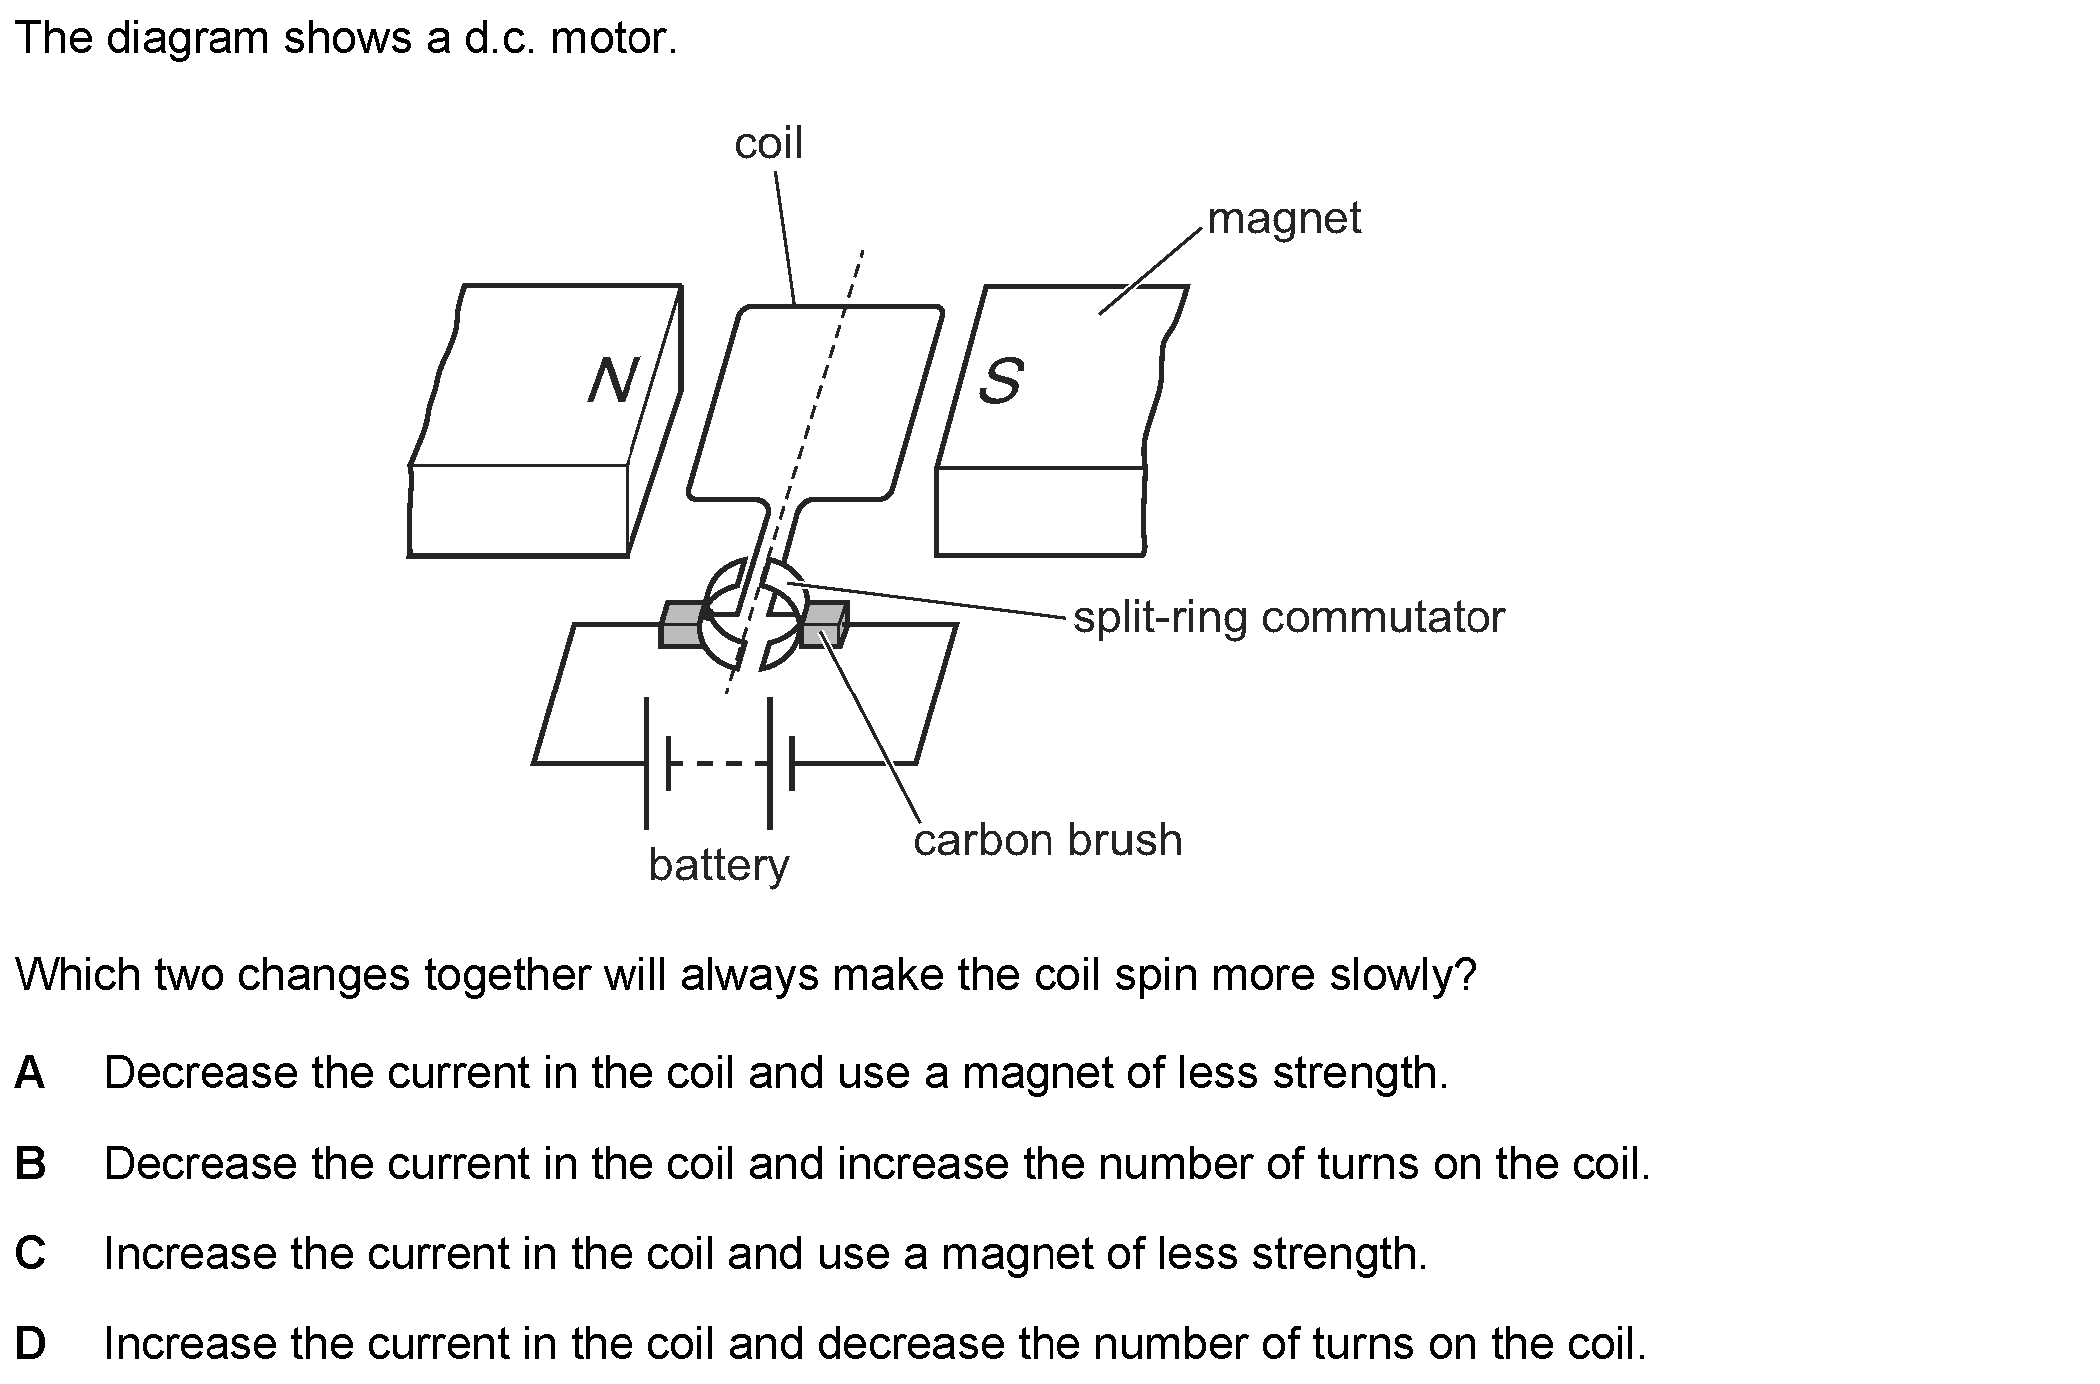 The diagram shows a d.c. motor.
coil
magnet
N
S
split-ring commutator
carbon brush
battery
Which two changes together will always make the coil spin more slowly?
A Decrease the current in the coil and use a magnet of less strength.
B Decrease the current in the coil and increase the number of turns on the coil.
C Increase the current in the coil and use a magnet of less strength.
D Increase the current in the coil and decrease the number of turns on the coil.